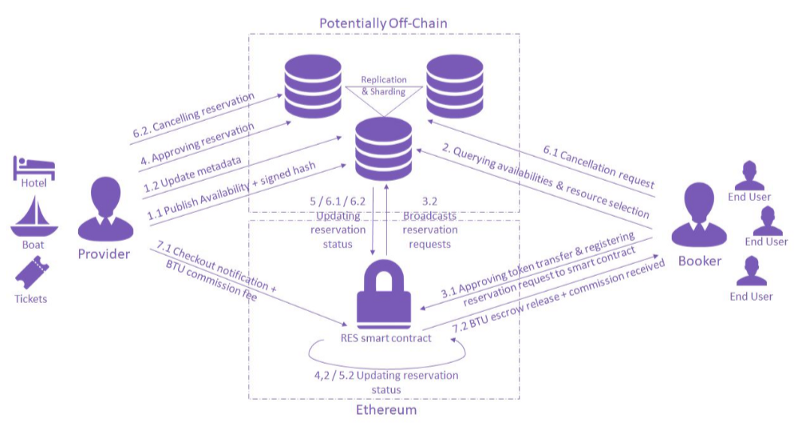 Potentially Off-Chain
Replication
& Sharding
6.2. Cancelling reservation
4. Approving reservation
1.2 Update metadata
1.1 Publish Availability + signed hash
6.1 Cancellation request
2. Querying availabilities & resource selection
Hotel
Boat
Tickets
Provider
End User
End User
End User
Booker
5 / 6.1 / 6.2
Updating
reservation
status
3.2
Broadcasts
reservation
requests
7.1 Checkout notification +
BTU commission fee
3.1 Approving token transfer & registering
reservation request to smart contract
7.2 BTU escrow release + commission received
RES smart contract
4,2 / 5.2 Updating reservation
status
Ethereum